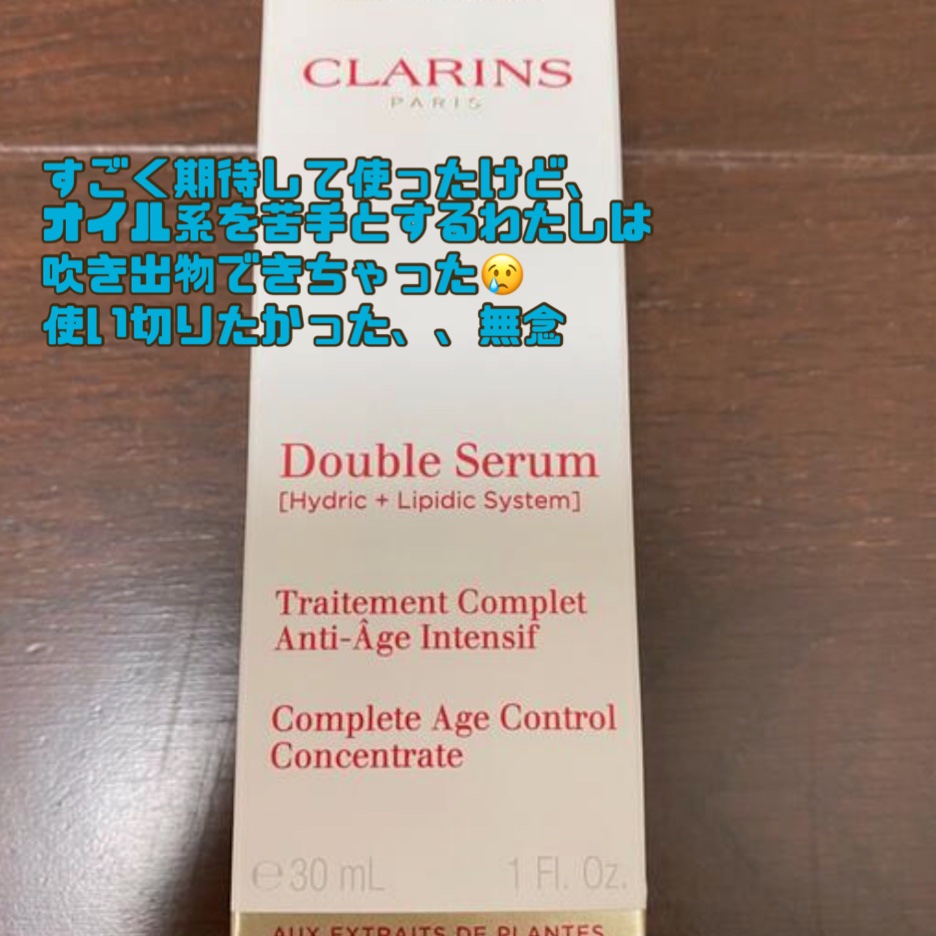 CLARINS
PARIS
すごく期待して使ったけど、
オイル系を苦手とするわたしは
吹き出物できちゃった😢
使い切りたかった、、無念
Double Serum
[Hydric + Lipidic System]
Traitement Complet
Anti-Âge Intensif
Complete Age Control
Concentrate
℮30 mL 1 Fl. Oz.
AUX EXTRAITS DE PLANTES